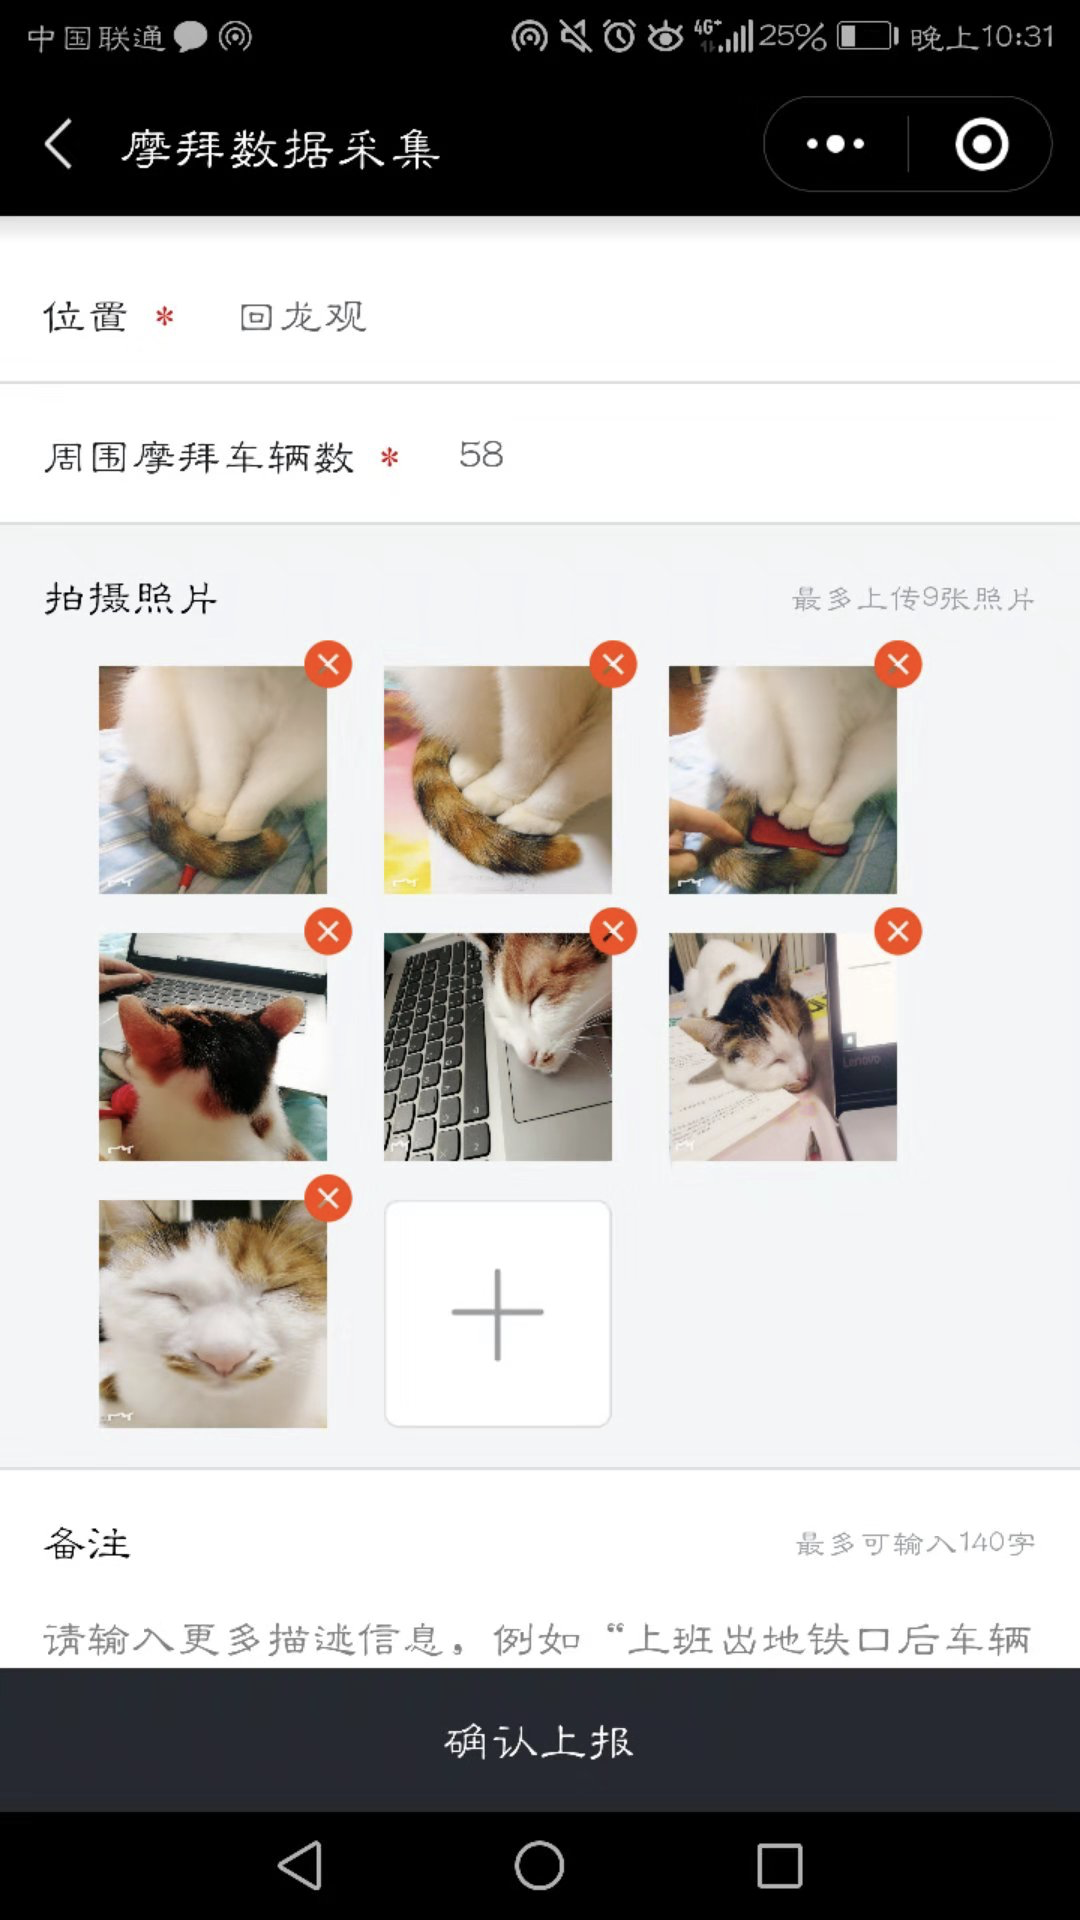 中国联通 4G+ 25% 晚上10:31
摩拜数据采集
位置 * 回龙观
周围摩拜车辆数 * 58
拍摄照片 最多上传9张照片
Lenovo
备注 最多可输入140字
请输入更多描述信息，例如“上班出地铁口后车辆
确认上报